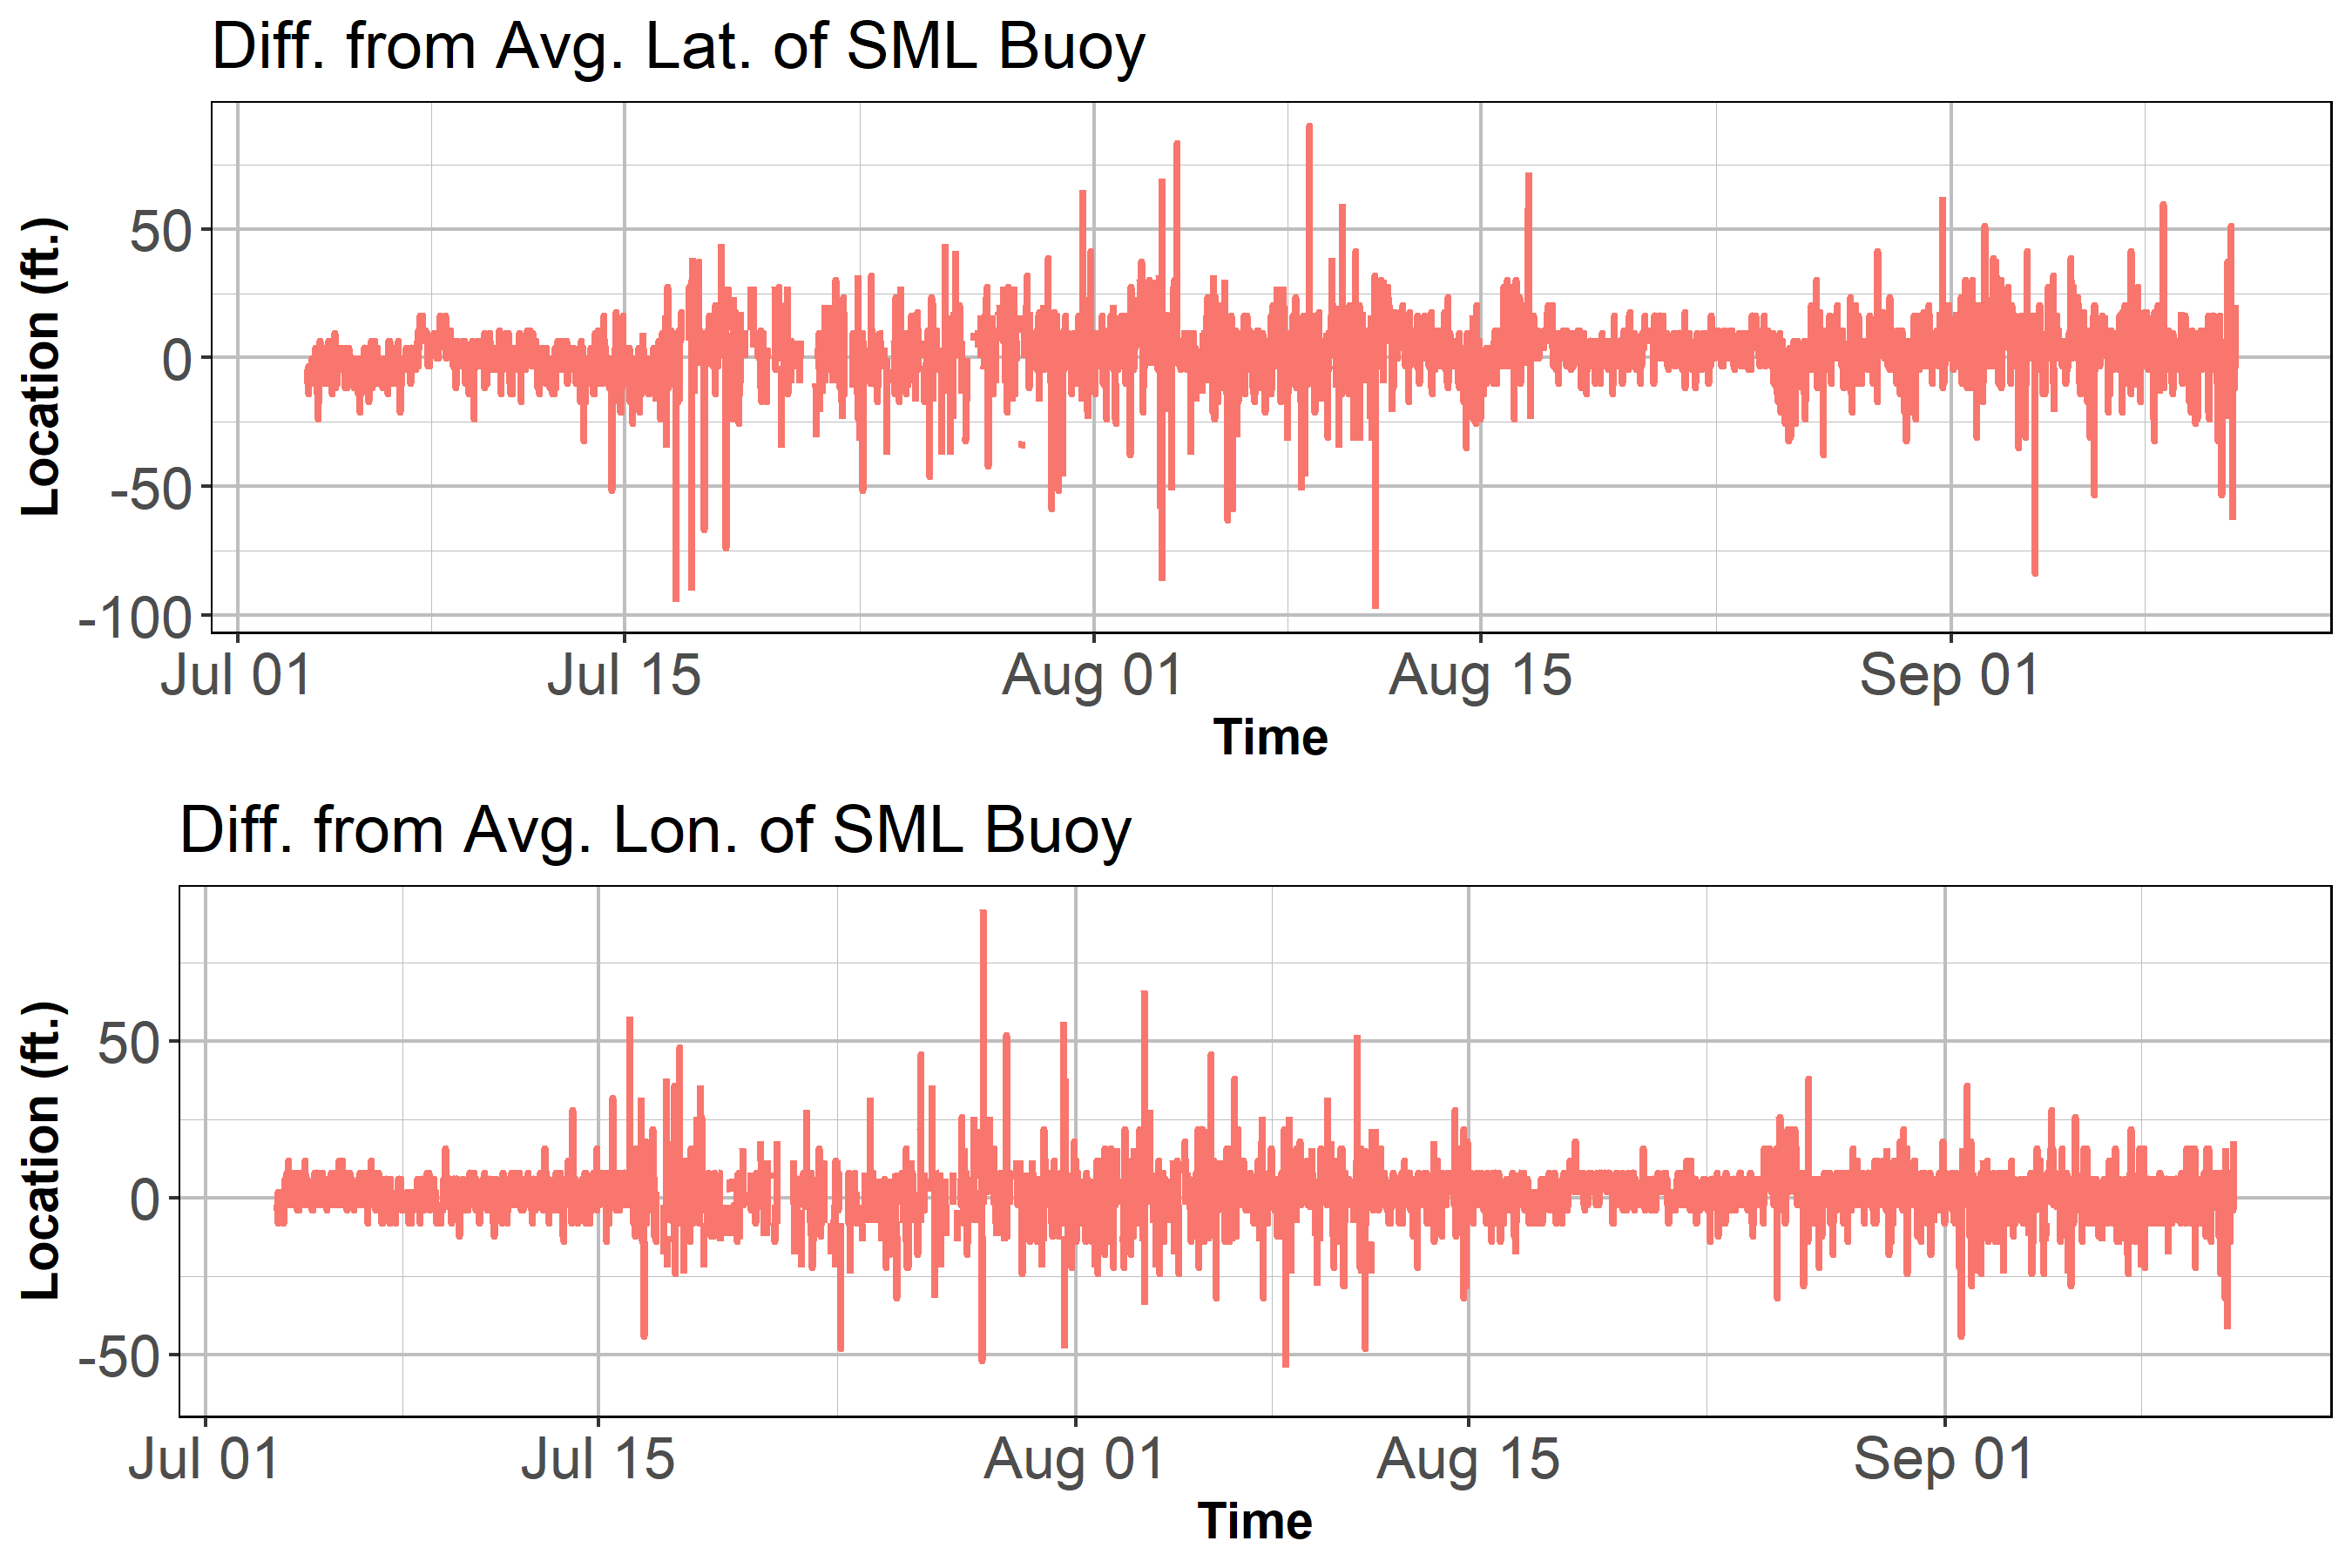 Diff. from Avg. Lat. of SML Buoy
Location (ft.)
50
0
-50
-100
Jul 01 Jul 15 Aug 01 Aug 15 Sep 01
Time
Diff. from Avg. Lon. of SML Buoy
Location (ft.)
50
0
-50
Jul 01 Jul 15 Aug 01 Aug 15 Sep 01
Time